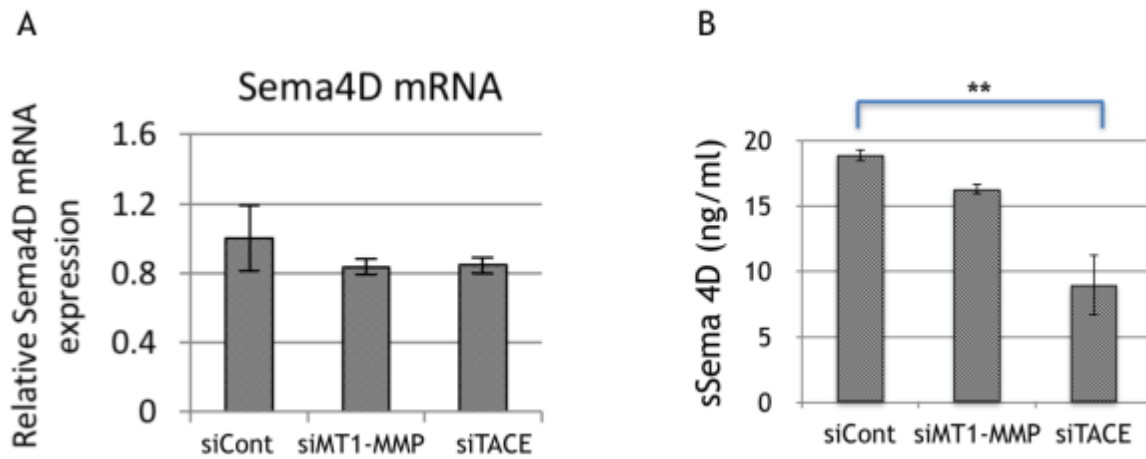 A
Sema4D mRNA
Relative Sema4D mRNA
expression
1.6
1.2
0.8
0.4
0
siCont siMT1-MMP siTACE
B
**
sSema 4D (ng/ml)
20
15
10
5
0
siCont siMT1-MMP siTACE